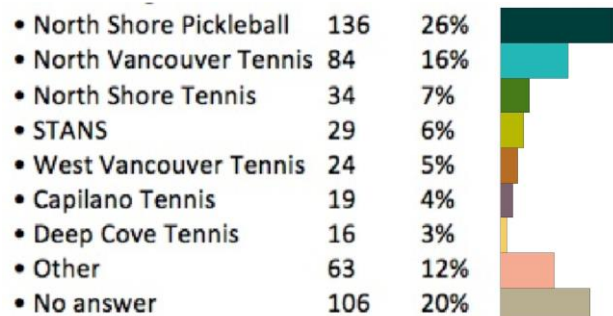 • North Shore Pickleball 136 26%
• North Vancouver Tennis 84 16%
• North Shore Tennis 34 7%
• STANS 29 6%
• West Vancouver Tennis 24 5%
• Capilano Tennis 19 4%
• Deep Cove Tennis 16 3%
• Other 63 12%
• No answer 106 20%